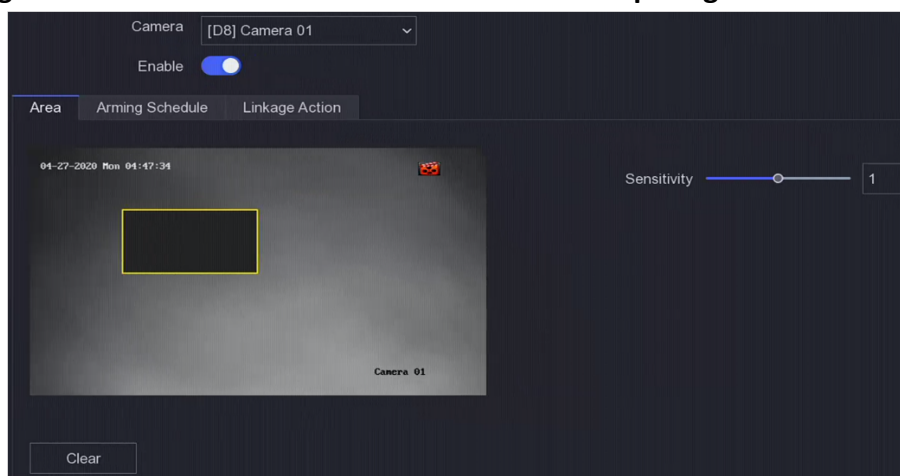 Camera
[D8] Camera 01
Enable
Area Arming Schedule Linkage Action
04-27-2020 Mon 04:47:34
Sensitivity 1
Camera 01
Clear